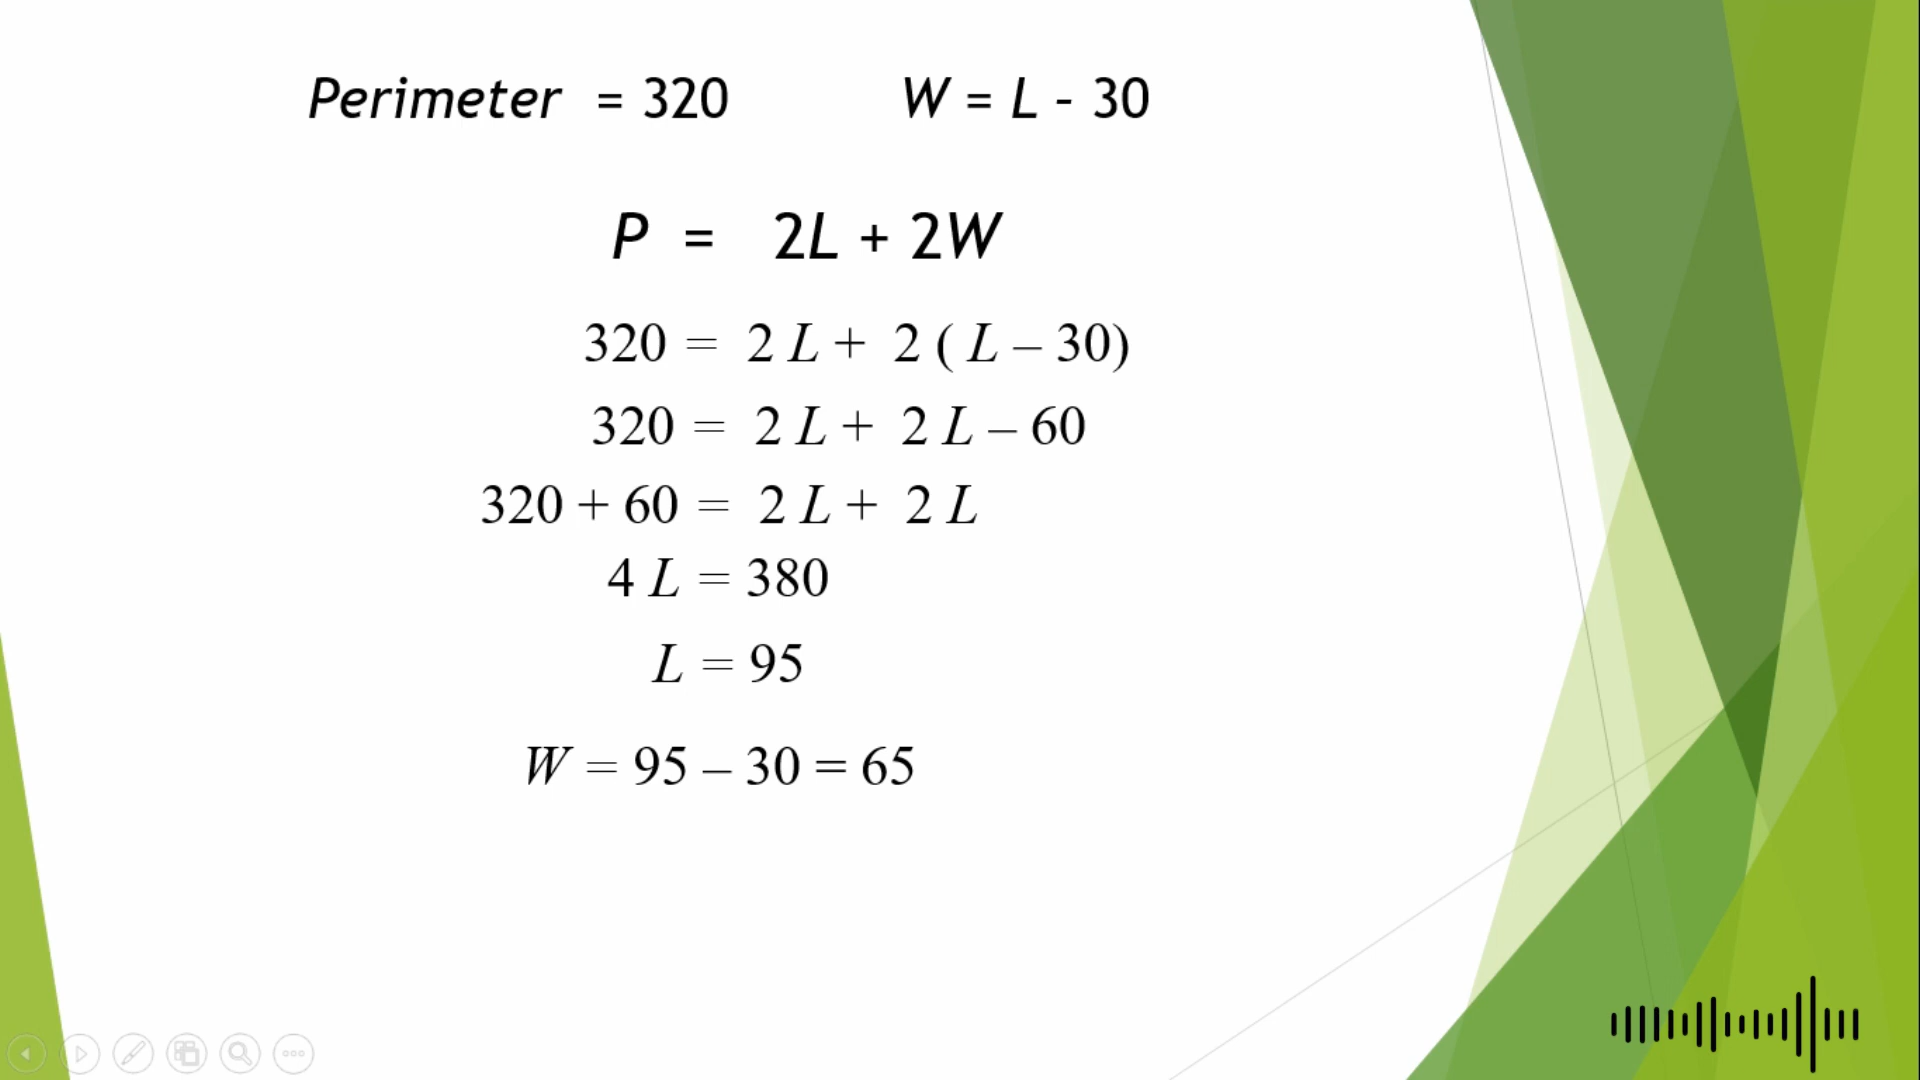 Perimeter = 320 W = L - 30
P = 2L + 2W
320 = 2 L + 2 ( L – 30)
320 = 2 L + 2 L – 60
320 + 60 = 2 L + 2 L
4 L = 380
L = 95
W = 95 – 30 = 65